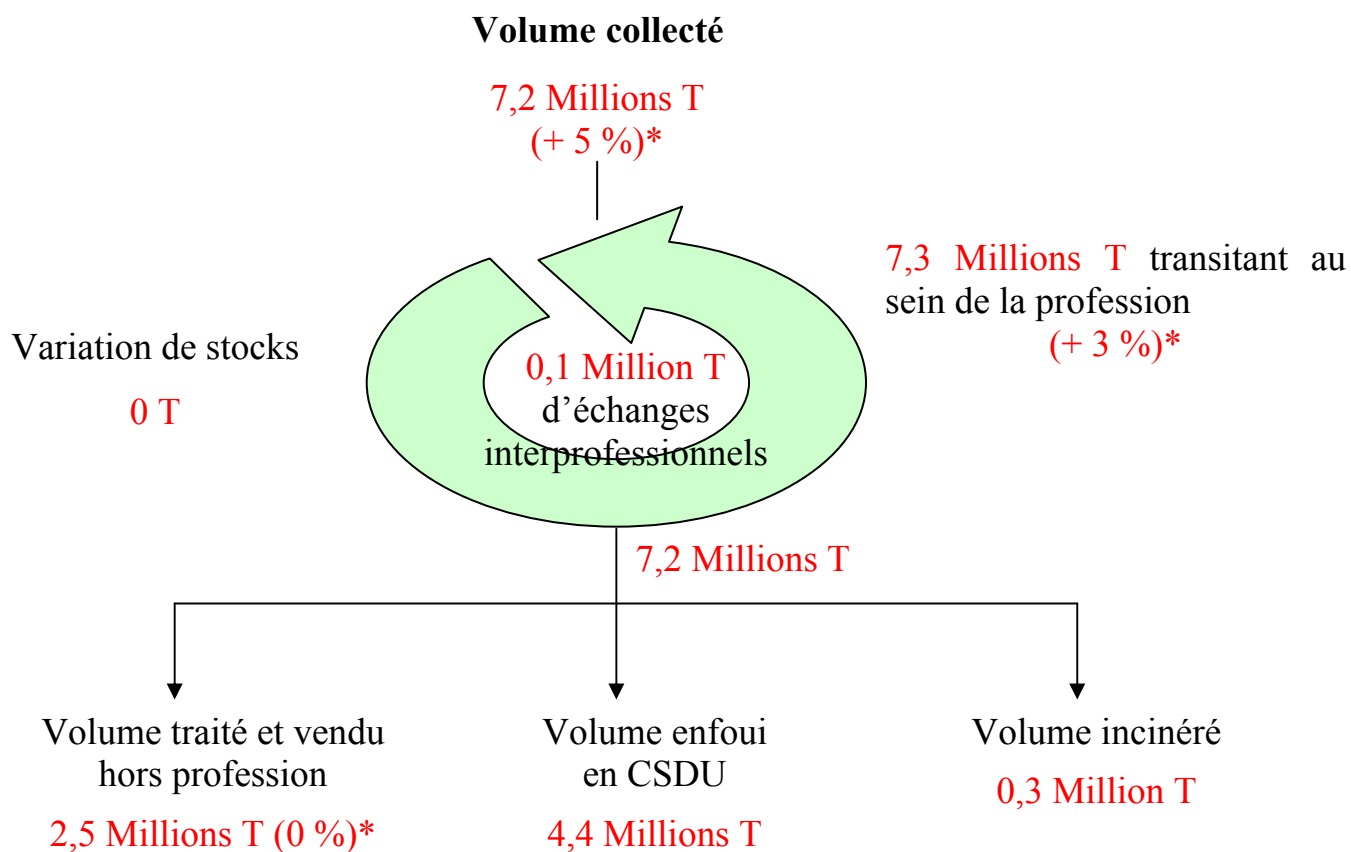 Volume collecté
7,2 Millions T
(+ 5 %)*
7,3 Millions T transitant au
sein de la profession
(+ 3 %)*
Variation de stocks
0 T
0,1 Million T
d’échanges
interprofessionnels
7,2 Millions T
Volume traité et vendu
hors profession
2,5 Millions T (0 %)*
Volume enfoui
en CSDU
4,4 Millions T
Volume incinéré
0,3 Million T